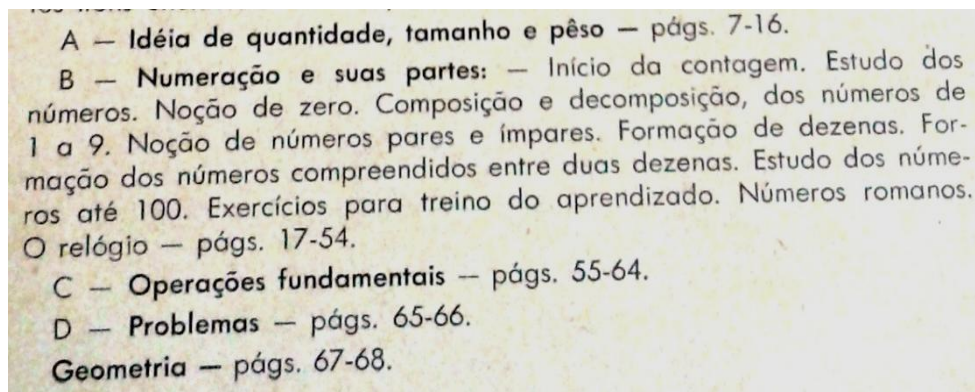 A — Idéia de quantidade, tamanho e pêso — págs. 7-16.
B — Numeração e suas partes: — Início da contagem. Estudo dos
números. Noção de zero. Composição e decomposição, dos números de
1 a 9. Noção de números pares e ímpares. Formação de dezenas. For-
mação dos números compreendidos entre duas dezenas. Estudo dos núme-
ros até 100. Exercícios para treino do aprendizado. Números romanos.
O relógio — págs. 17-54.
C — Operações fundamentais — págs. 55-64.
D — Problemas — págs. 65-66.
Geometria — págs. 67-68.